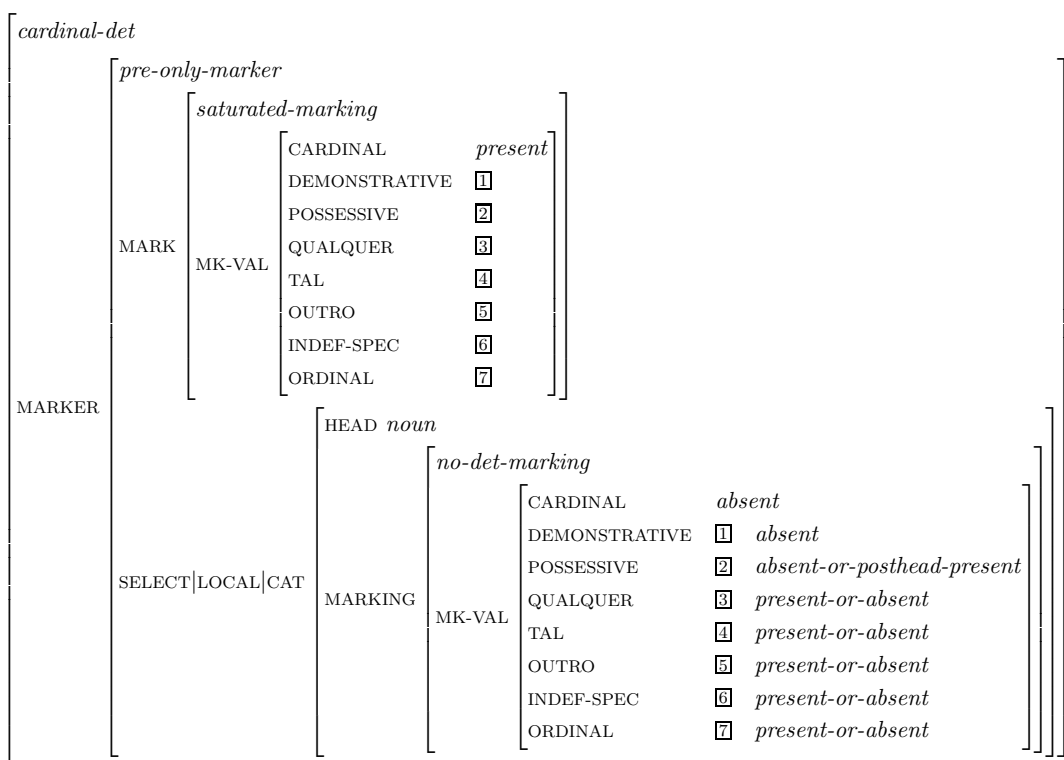 cardinal-det
pre-only-marker
saturated-marking
CARDINAL present
DEMONSTRATIVE 1
POSSESSIVE 2
MARK MK-VAL QUALQUER 3
TAL 4
OUTRO 5
INDEF-SPEC 6
ORDINAL 7
MARKER
HEAD noun
no-det-marking
CARDINAL absent
DEMONSTRATIVE 1 absent
POSSESSIVE 2 absent-or-posthead-present
SELECT|LOCAL|CAT MARKING MK-VAL QUALQUER 3 present-or-absent
TAL 4 present-or-absent
OUTRO 5 present-or-absent
INDEF-SPEC 6 present-or-absent
ORDINAL 7 present-or-absent